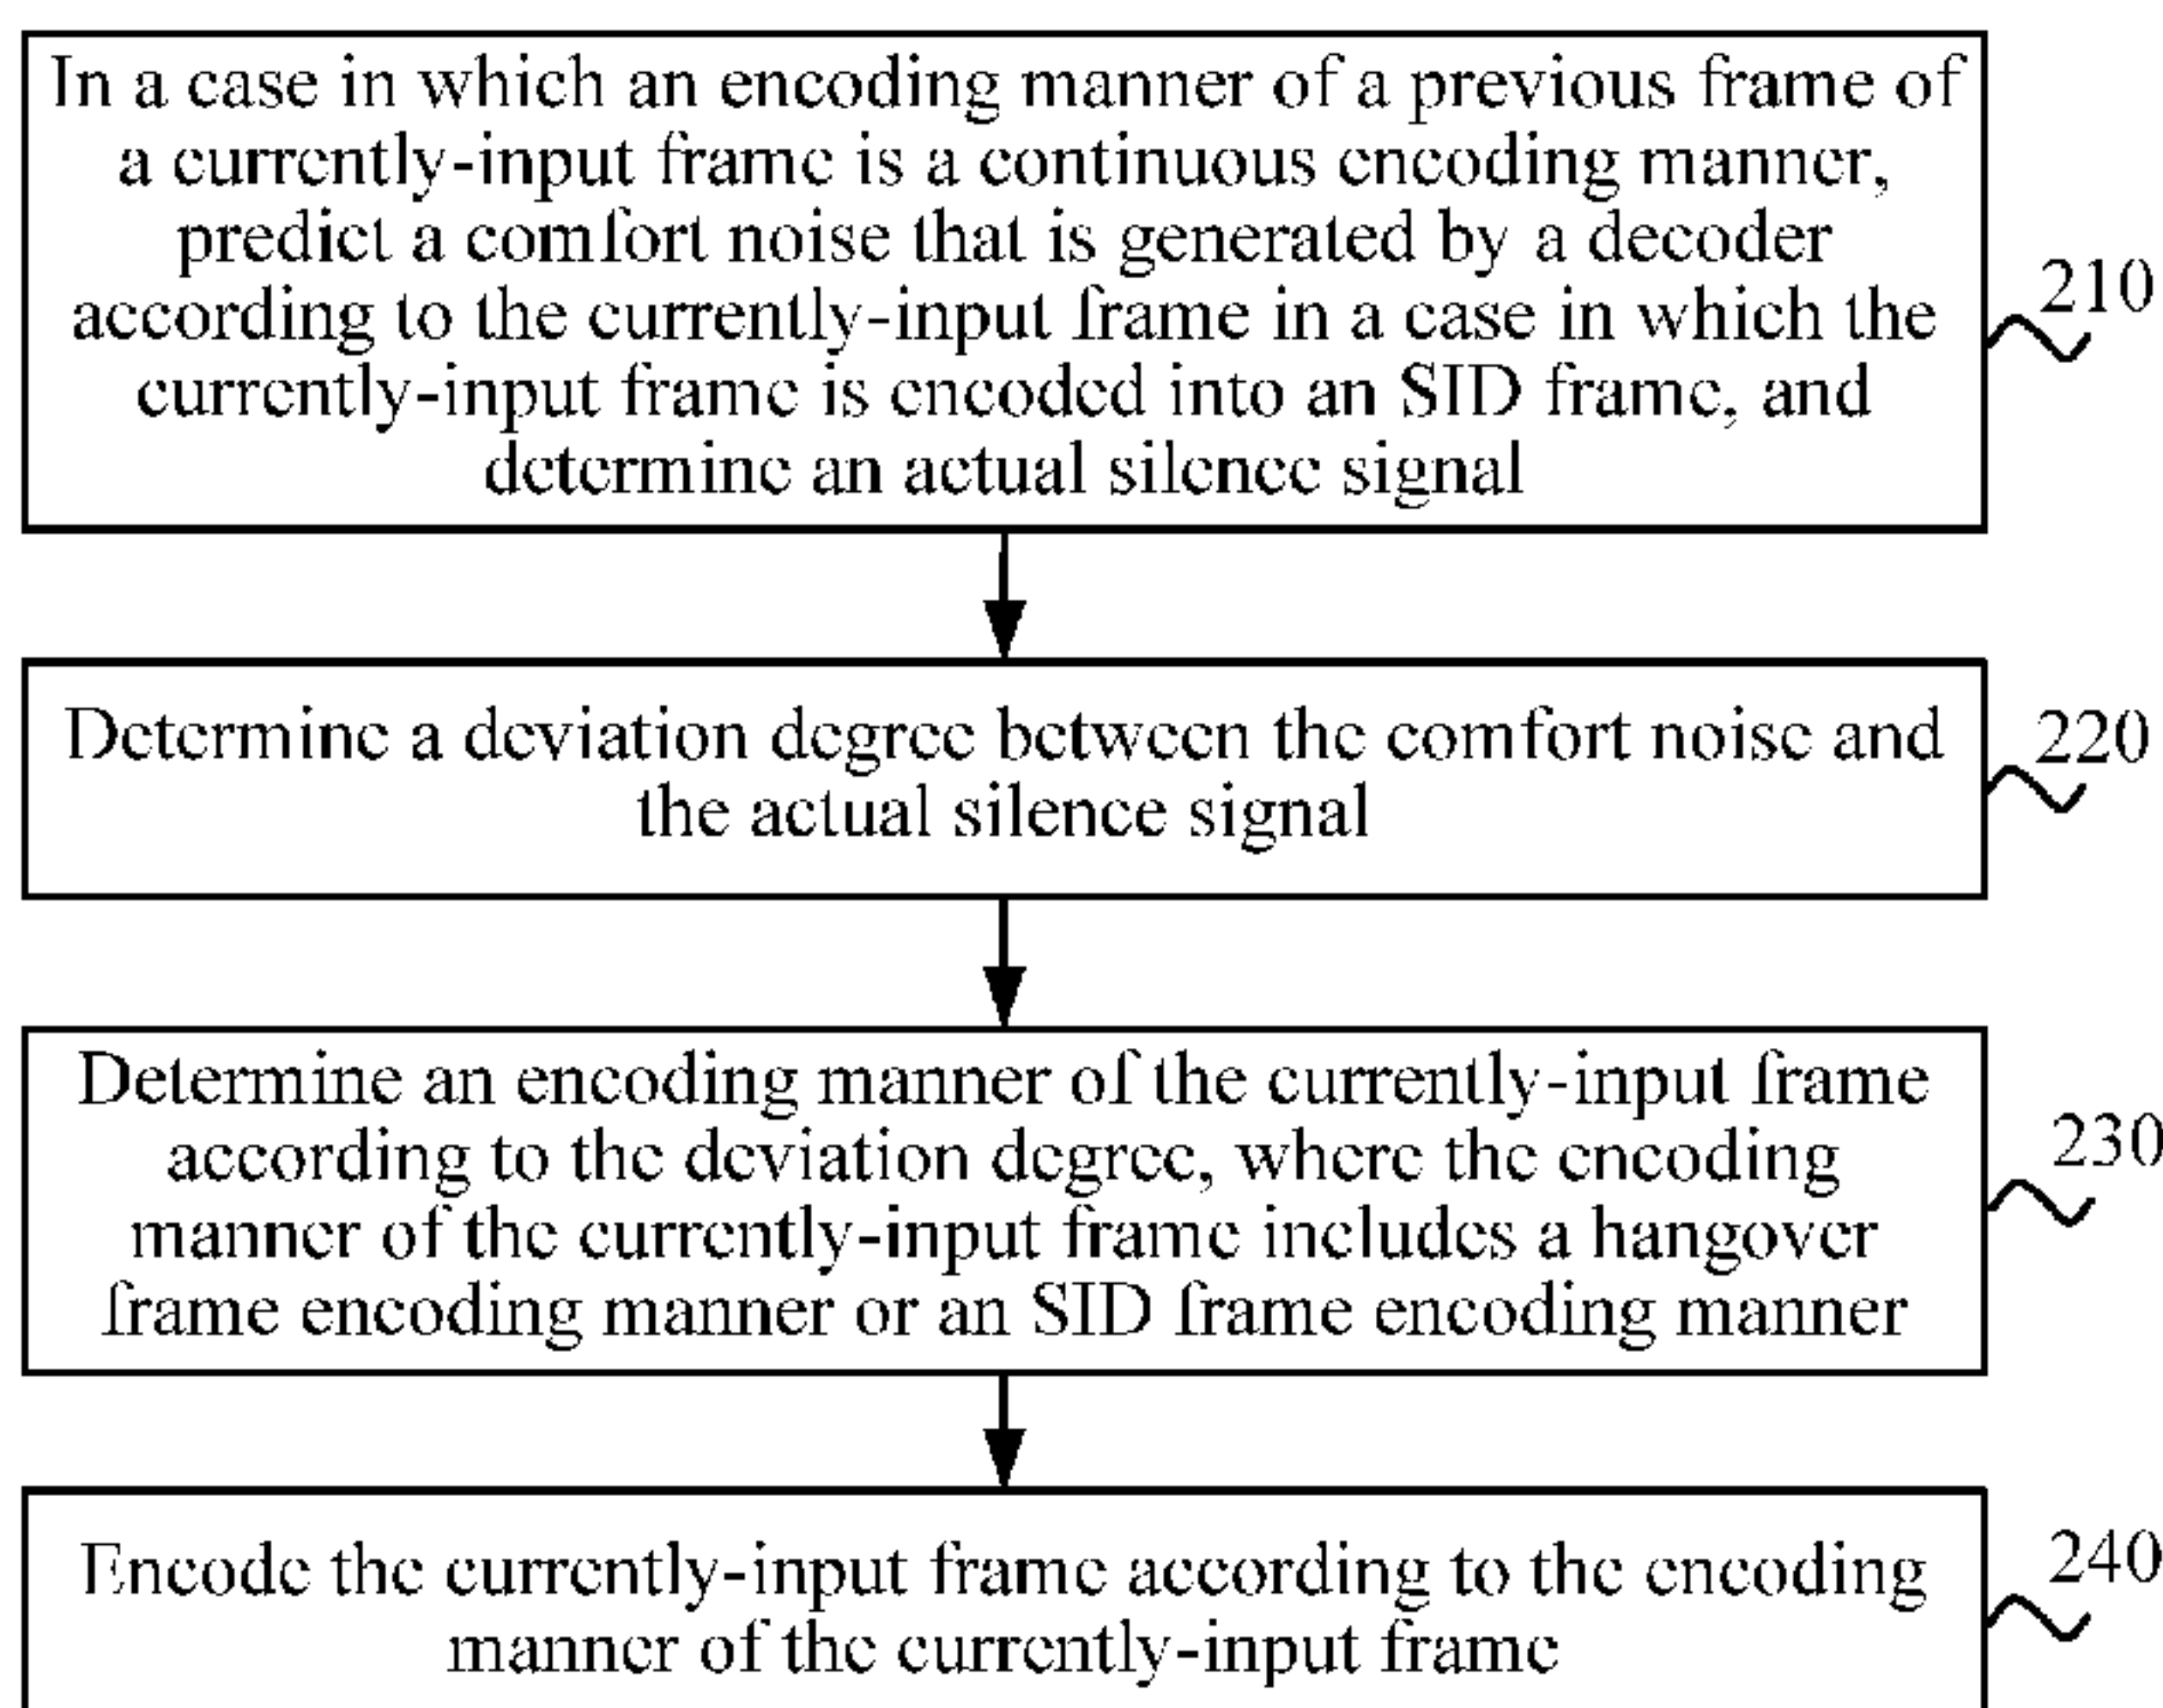 In a case in which an encoding manner of a previous frame of
a currently-input frame is a continuous encoding manner,
predict a comfort noise that is generated by a decoder
according to the currently-input frame in a case in which the
currently-input frame is encoded into an SID frame, and
determine an actual silence signal
210
Determine a deviation degree between the comfort noise and
the actual silence signal
220
Determine an encoding manner of the currently-input frame
according to the deviation degree, where the encoding
manner of the currently-input frame includes a hangover
frame encoding manner or an SID frame encoding manner
230
Encode the currently-input frame according to the encoding
manner of the currently-input frame
240